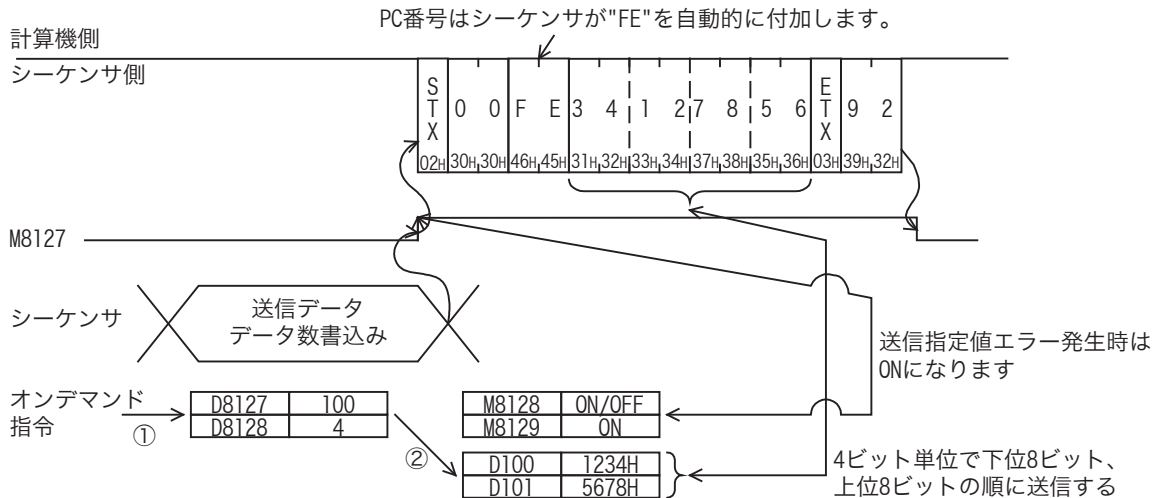 PC番号はシーケンサが"FE"を自動的に付加します。
計算機側
シーケンサ側
STX 0 0 F E 3 4 1 2 7 8 5 6 ETX 9 2
02H 30H 30H 46H 45H 31H 32H 33H 34H 37H 38H 35H 36H 03H 39H 32H
M8127
シーケンサ
送信データ
データ数書込み
送信指定値エラー発生時は
ONになります
オンデマンド
指令
①
D8127 100
D8128 4
②
M8128 ON/OFF
M8129 ON
D100 1234H
D101 5678H
4ビット単位で下位8ビット、
上位8ビットの順に送信する